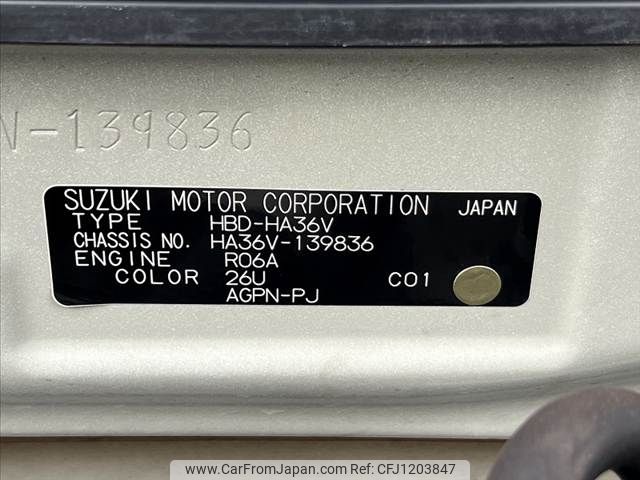 V-139836
SUZUKI MOTOR CORPORATION JAPAN
TYPE HBD-HA36V
CHASSIS NO. HA36V-139836
ENGINE R06A
COLOR 26U C01
AGPN-PJ
www.CarFromJapan.com | CFJ1203847